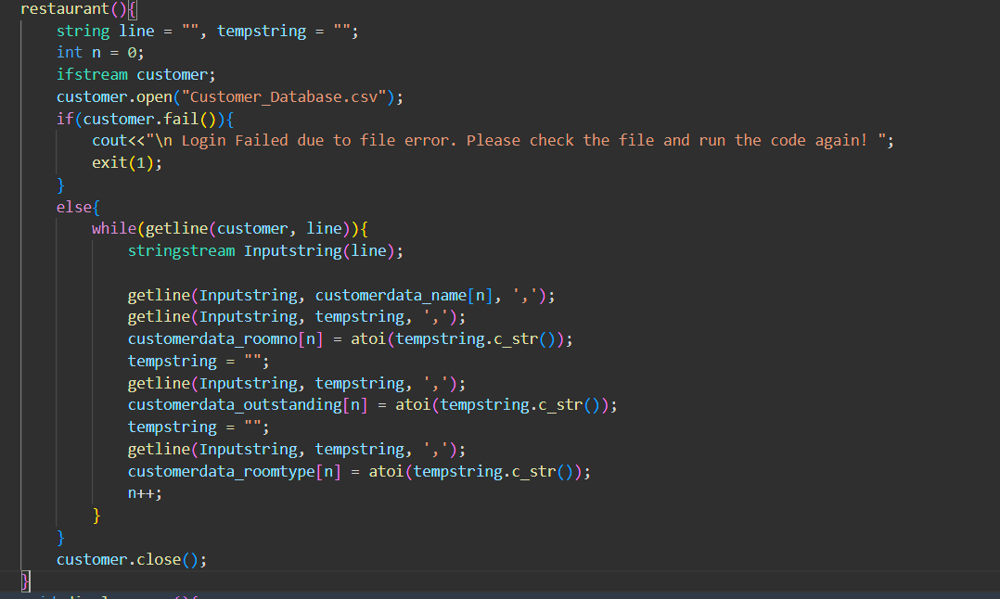 restaurant(){
string line = "", tempstring = "";
int n = 0;
ifstream customer;
customer.open("Customer_Database.csv");
if(customer.fail()){
cout<<"\n Login Failed due to file error. Please check the file and run the code again! ";
exit(1);
}
else{
while(getline(customer, line)){
stringstream Inputstring(line);
getline(Inputstring, customerdata_name[n], ',');
getline(Inputstring, tempstring, ',');
customerdata_roomno[n] = atoi(tempstring.c_str());
tempstring = "";
getline(Inputstring, tempstring, ',');
customerdata_outstanding[n] = atoi(tempstring.c_str());
tempstring = "";
getline(Inputstring, tempstring, ',');
customerdata_roomtype[n] = atoi(tempstring.c_str());
n++;
}
}
customer.close();
}